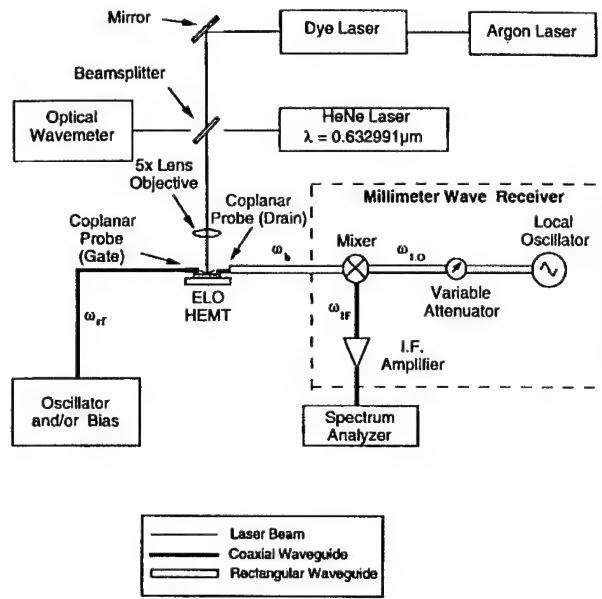 Mirror
Dye Laser
Argon Laser
Beamsplitter
Optical
Wavemeter
HeNe Laser
λ = 0.632991μm
5x Lens
Objective
Coplanar
Probe (Drain)
Coplanar
Probe
(Gate)
Millimeter Wave Receiver
Local
Oscillator
Mixer
ω_b
ω_LO
Variable
Attenuator
ELO
HEMT
ω_rf
ω_IF
I.F.
Amplifier
Oscillator
and/or Bias
Spectrum
Analyzer
Laser Beam
Coaxial Waveguide
Rectangular Waveguide